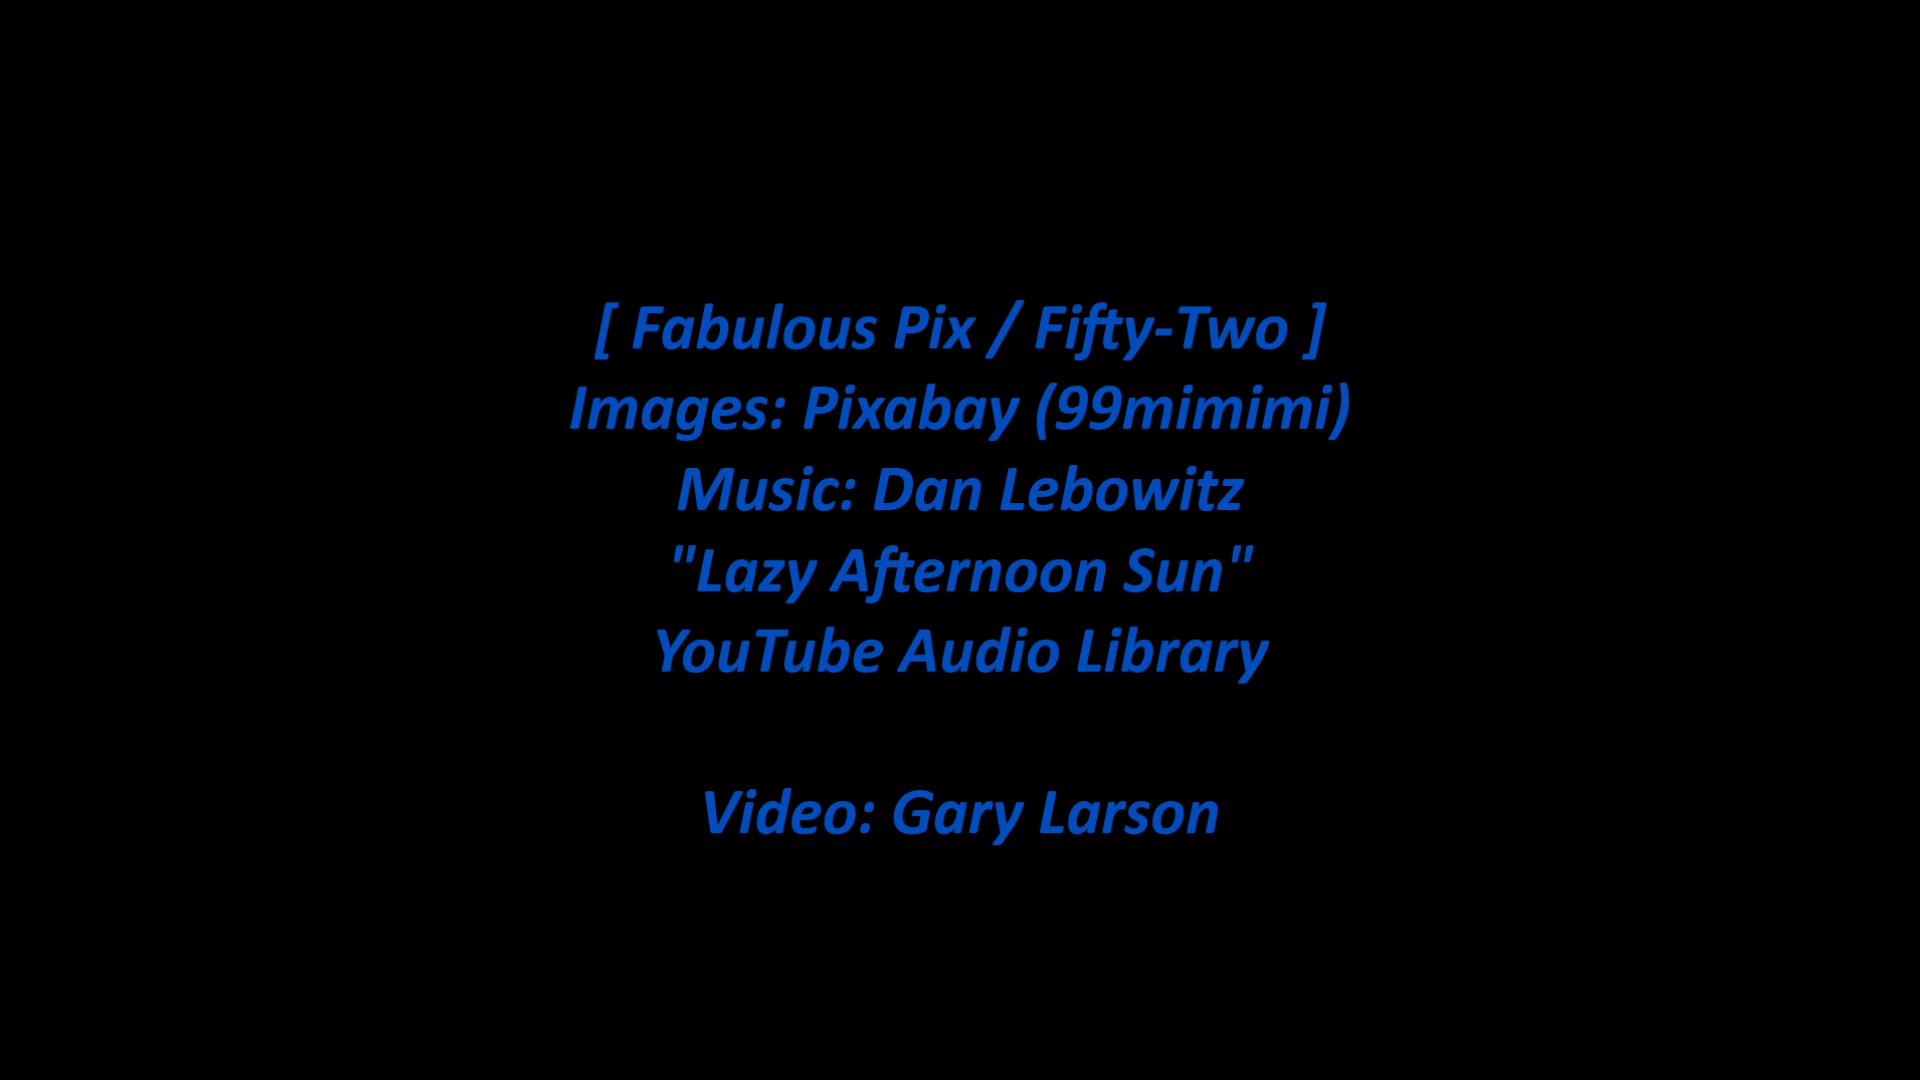 [ Fabulous Pix / Fifty-Two ]
Images: Pixabay (99mimimi)
Music: Dan Lebowitz
"Lazy Afternoon Sun"
YouTube Audio Library
Video: Gary Larson